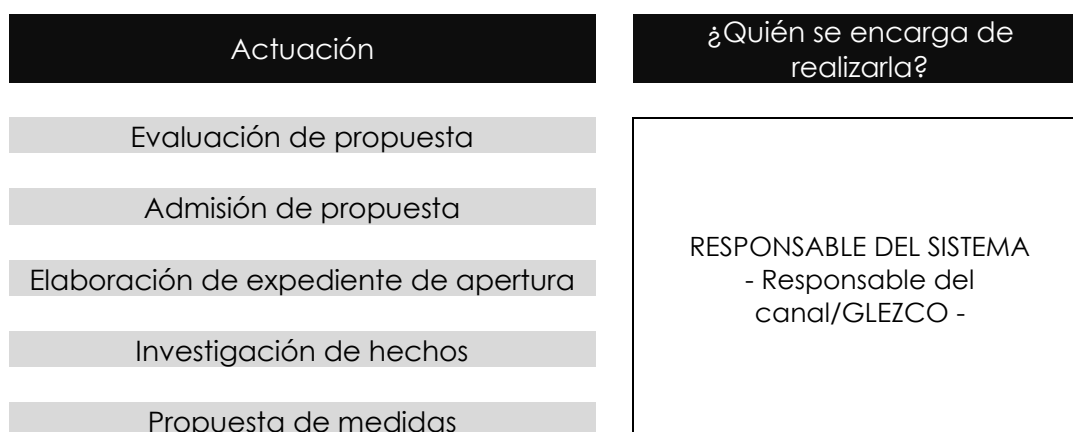 Actuación
¿Quién se encarga de
realizarla?
Evaluación de propuesta
Admisión de propuesta
Elaboración de expediente de apertura
Investigación de hechos
Propuesta de medidas
RESPONSABLE DEL SISTEMA
- Responsable del
canal/GLEZCO -